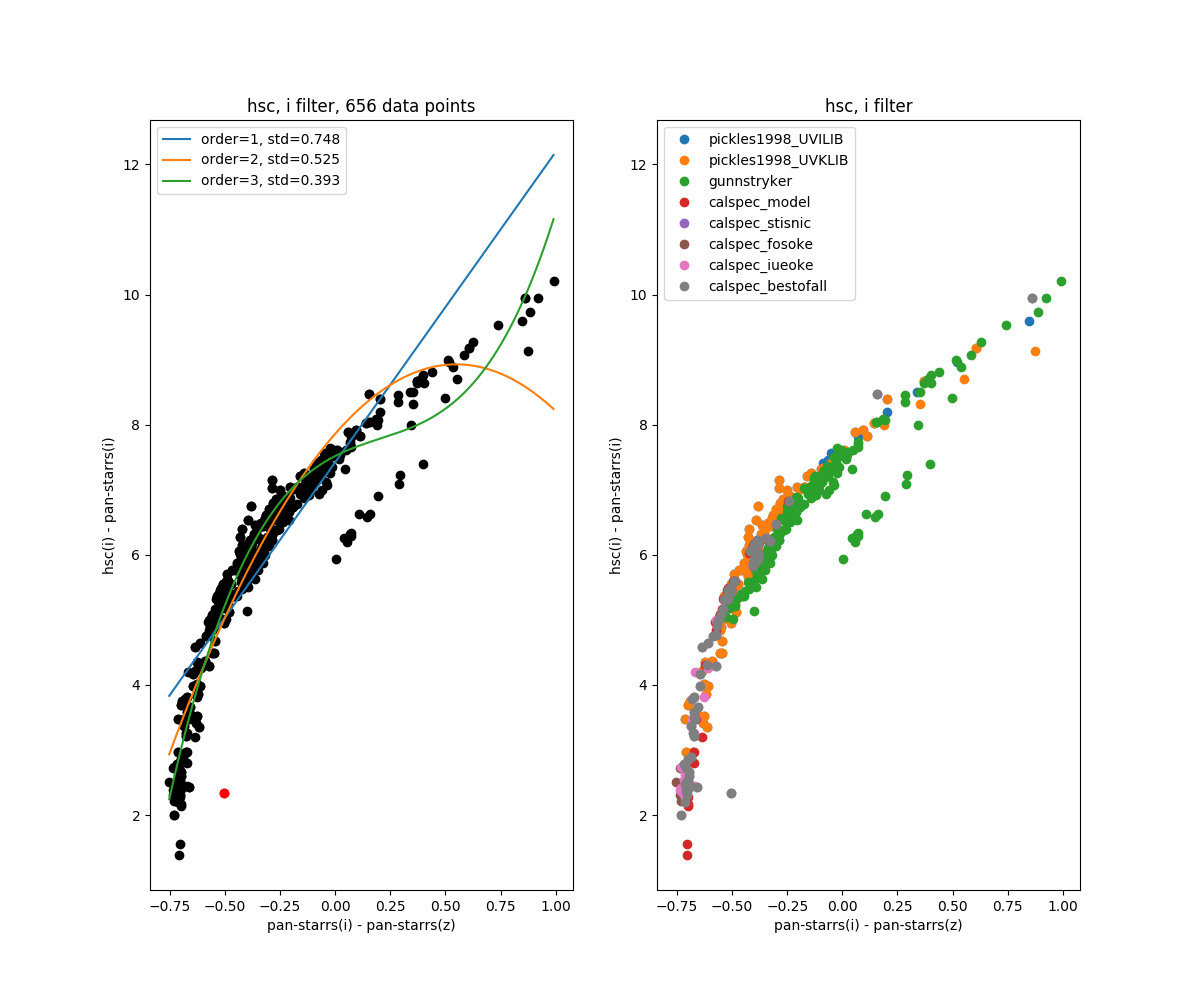 hsc, i filter, 656 data points
order=1, std=0.748
order=2, std=0.525
order=3, std=0.393
12
10
8
6
4
2
hsc(i) - pan-starrs(i)
−0.75 −0.50 −0.25 0.00 0.25 0.50 0.75 1.00
pan-starrs(i) - pan-starrs(z)
hsc, i filter
pickles1998_UVILIB
pickles1998_UVKLIB
gunnstryker
calspec_model
calspec_stisnic
calspec_fosoke
calspec_iueoke
calspec_bestofall
12
10
8
6
4
2
hsc(i) - pan-starrs(i)
−0.75 −0.50 −0.25 0.00 0.25 0.50 0.75 1.00
pan-starrs(i) - pan-starrs(z)